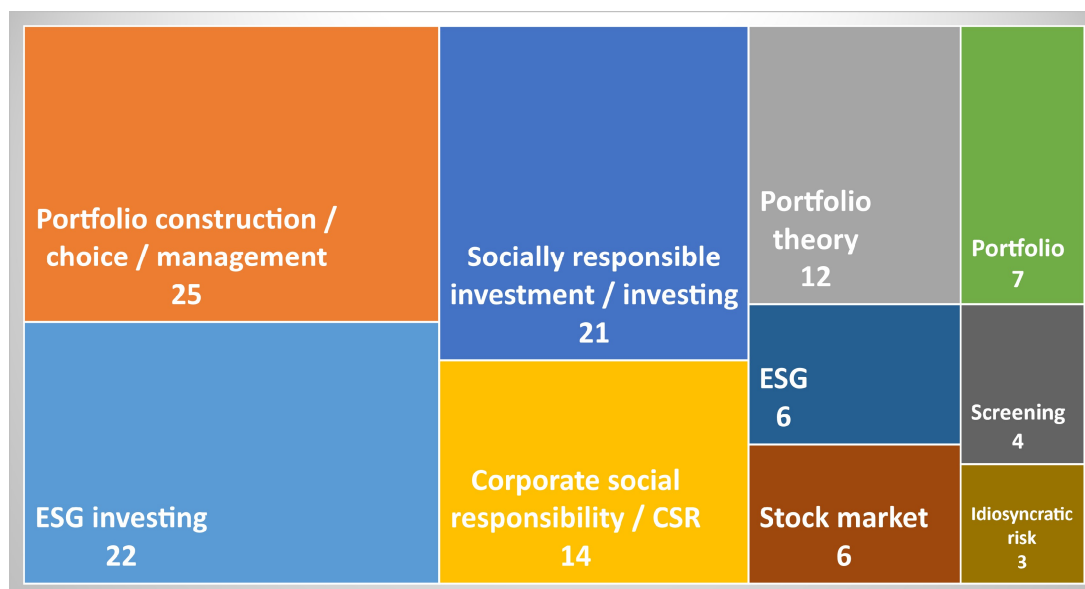 Portfolio construction /
choice / management
25
ESG investing
22
Socially responsible
investment / investing
21
Corporate social
responsibility / CSR
14
Portfolio
theory
12
ESG
6
Stock market
6
Portfolio
7
Screening
4
Idiosyncratic
risk
3